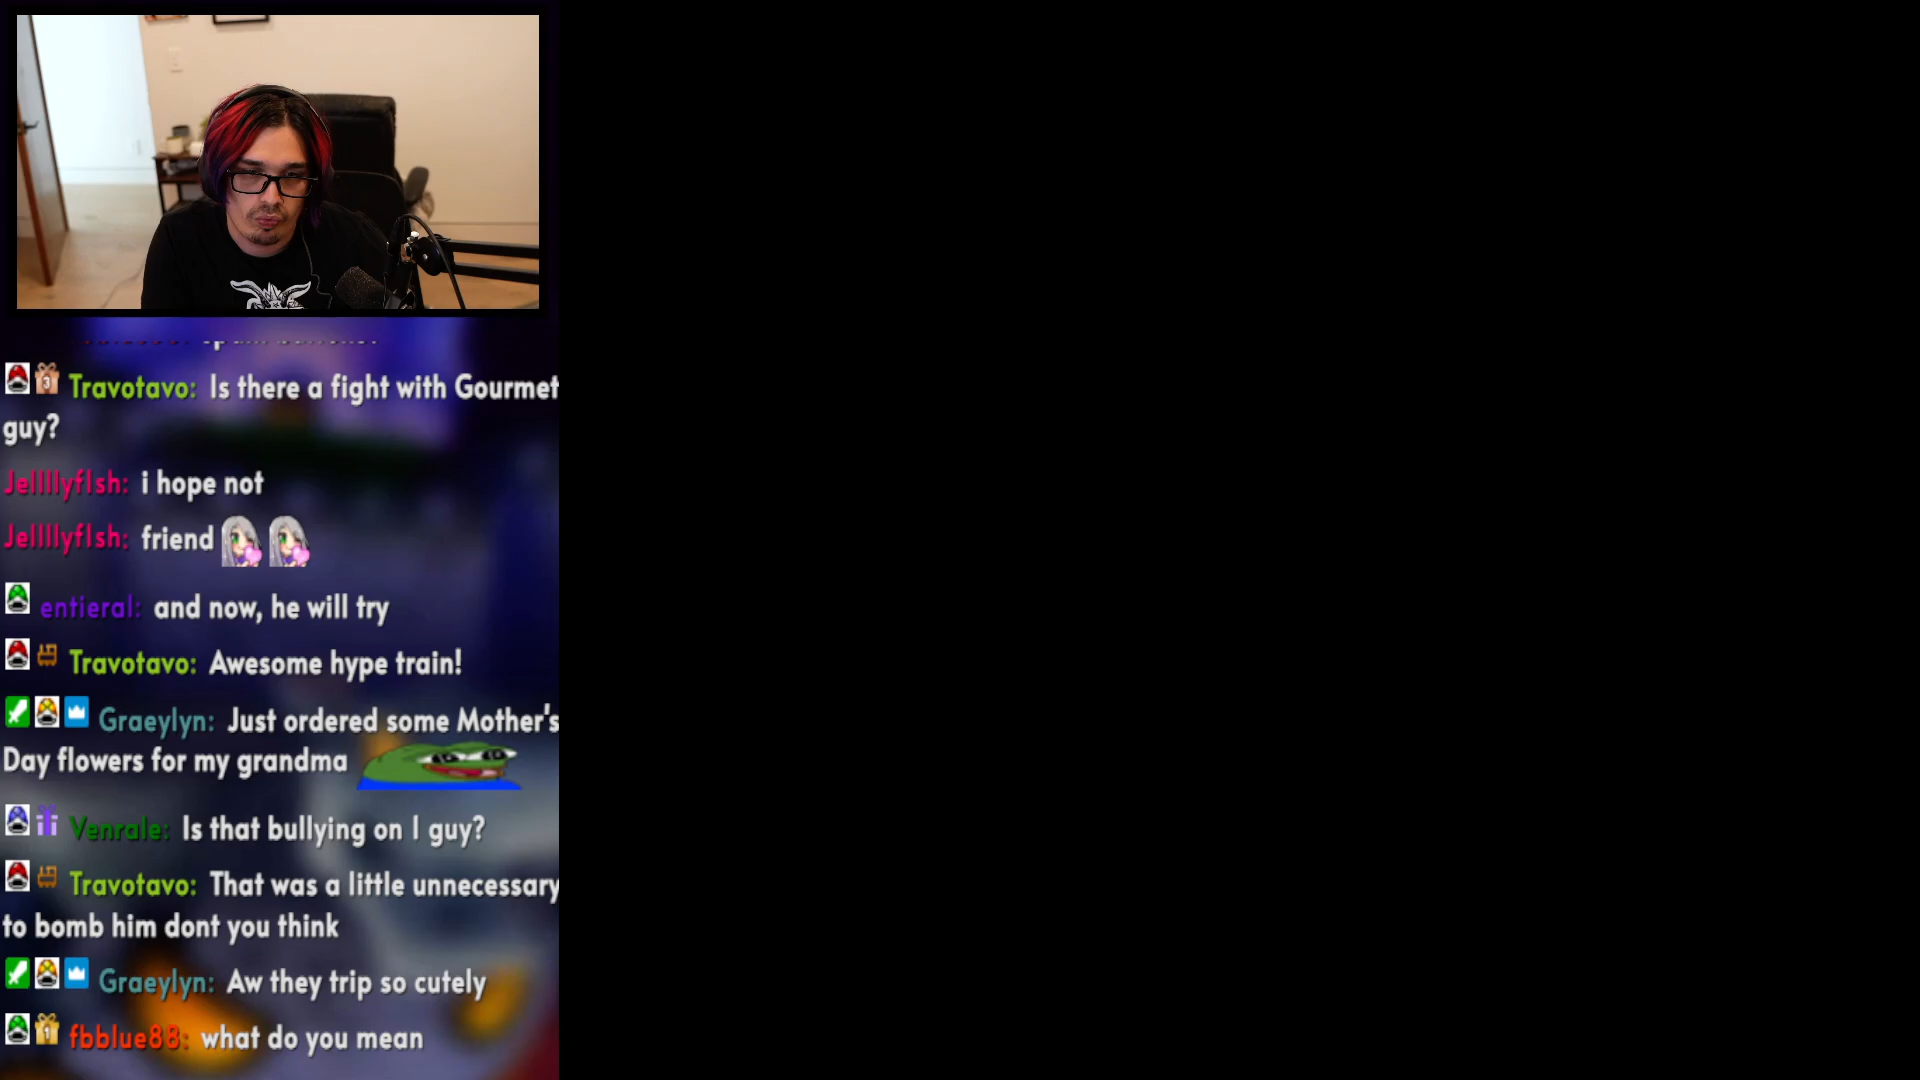 Travotavo: Is there a fight with Gourmet
guy?
Jellllyflsh: i hope not
Jellllyflsh: friend
entieral: and now, he will try
Travotavo: Awesome hype train!
Graeylyn: Just ordered some Mother's
Day flowers for my grandma
Venrale: Is that bullying on I guy?
Travotavo: That was a little unnecessary
to bomb him dont you think
Graeylyn: Aw they trip so cutely
fbblue88: what do you mean